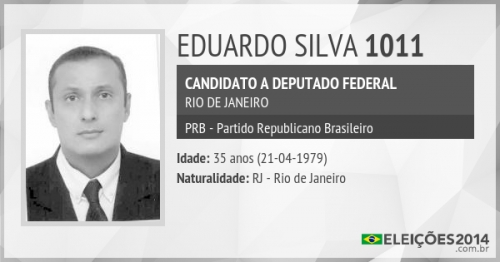 EDUARDO SILVA 1011
CANDIDATO A DEPUTADO FEDERAL
RIO DE JANEIRO
PRB - Partido Republicano Brasileiro
Idade: 35 anos (21-04-1979)
Naturalidade: RJ - Rio de Janeiro
ELEIÇÕES2014
.com.br